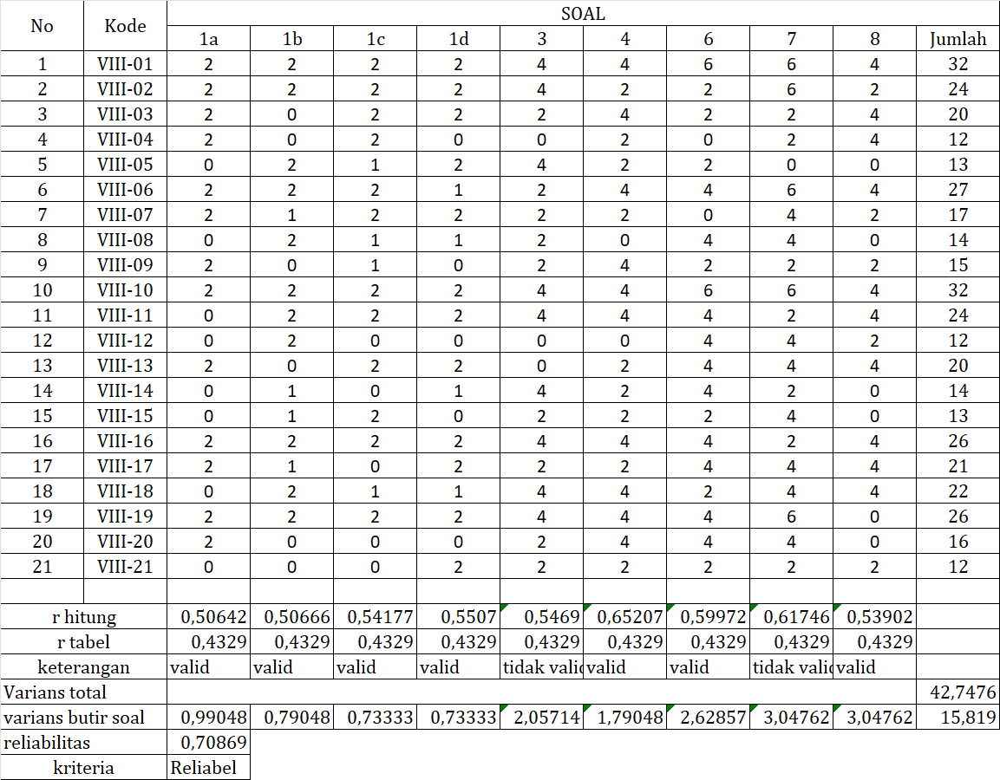 No Kode SOAL
1a 1b 1c 1d 3 4 6 7 8 Jumlah
1 VIII-01 2 2 2 2 4 4 6 6 4 32
2 VIII-02 2 2 2 2 4 2 2 6 2 24
3 VIII-03 2 0 2 2 2 4 2 2 4 20
4 VIII-04 2 0 2 0 0 2 0 2 4 12
5 VIII-05 0 2 1 2 4 2 2 0 0 13
6 VIII-06 2 2 2 1 2 4 4 6 4 27
7 VIII-07 2 1 2 2 2 2 0 4 2 17
8 VIII-08 0 2 1 1 2 0 4 4 0 14
9 VIII-09 2 0 1 0 2 4 2 2 2 15
10 VIII-10 2 2 2 2 4 4 6 6 4 32
11 VIII-11 0 2 2 2 4 4 4 2 4 24
12 VIII-12 0 2 0 0 0 0 4 4 2 12
13 VIII-13 2 0 2 2 0 2 4 4 4 20
14 VIII-14 0 1 0 1 4 2 4 2 0 14
15 VIII-15 0 1 2 0 2 2 2 4 0 13
16 VIII-16 2 2 2 2 4 4 4 2 4 26
17 VIII-17 2 1 0 2 2 2 4 4 4 21
18 VIII-18 0 2 1 1 4 4 2 4 4 22
19 VIII-19 2 2 2 2 4 4 4 6 0 26
20 VIII-20 2 0 0 0 2 4 4 4 0 16
21 VIII-21 0 0 0 2 2 2 2 2 2 12
r hitung 0,50642 0,50666 0,54177 0,5507 0,5469 0,65207 0,59972 0,61746 0,53902
r tabel 0,4329 0,4329 0,4329 0,4329 0,4329 0,4329 0,4329 0,4329 0,4329
keterangan valid valid valid valid tidak valid valid valid tidak valid valid
Varians total 42,7476
varians butir soal 0,99048 0,79048 0,73333 0,73333 2,05714 1,79048 2,62857 3,04762 3,04762 15,819
reliabilitas 0,70869
kriteria Reliabel